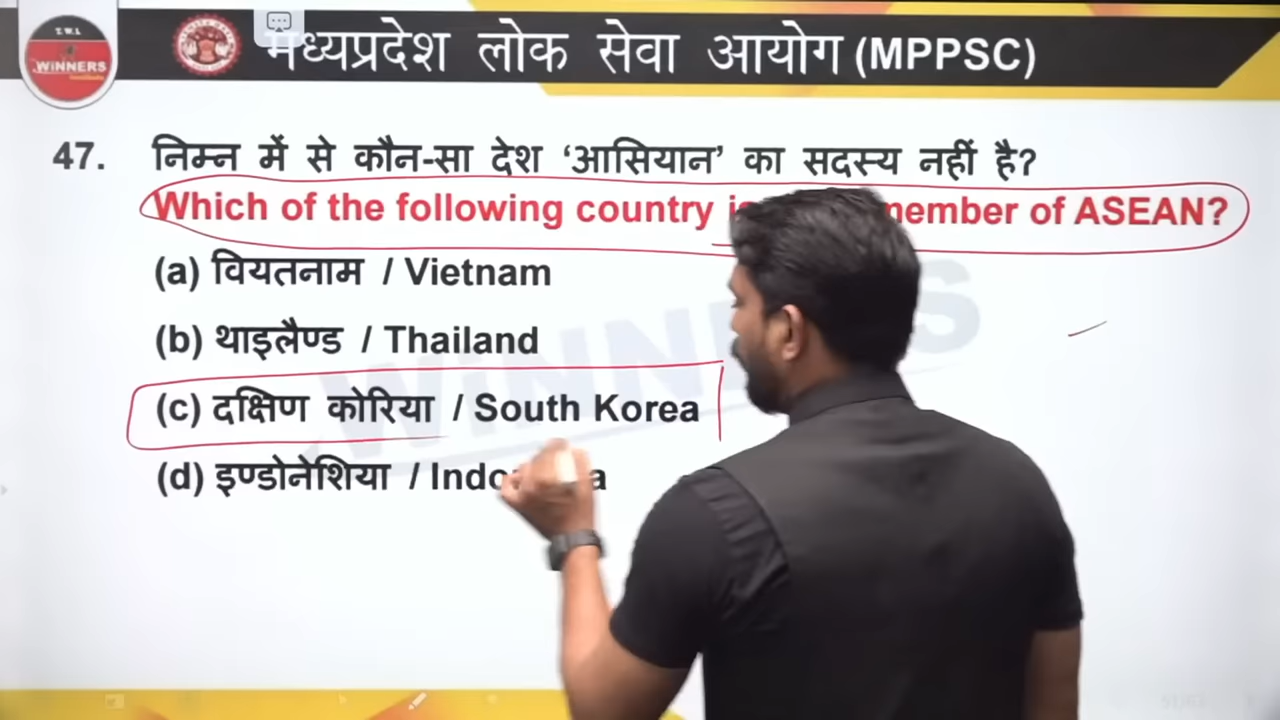 T.W.I.
WiNNERS
मध्यप्रदेश लोक सेवा आयोग (MPPSC)
47. निम्न में से कौन-सा देश ‘आसियान’ का सदस्य नहीं है?
Which of the following country member of ASEAN?
(a) वियतनाम / Vietnam
(b) थाइलैण्ड / Thailand
(c) दक्षिण कोरिया / South Korea
(d) इण्डोनेशिया /
WiNNERS